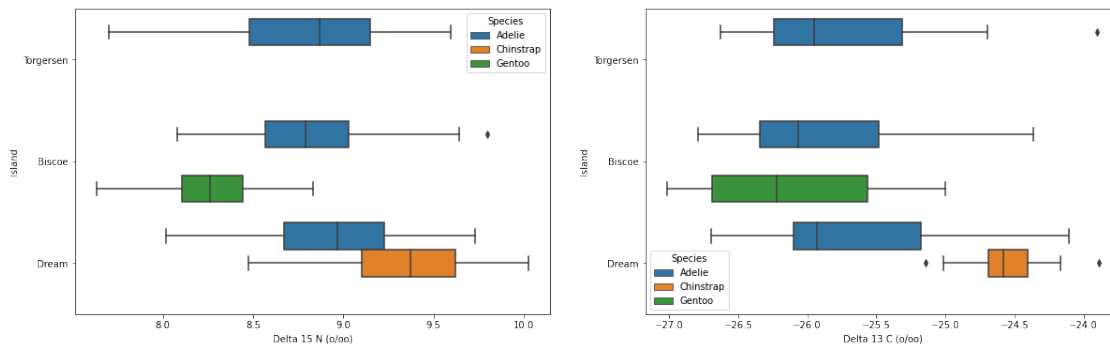 Species
Adelie
Chinstrap
Gentoo
Torgersen
Biscoe
Dream
Island
8.0 8.5 9.0 9.5 10.0
Delta 15 N (o/oo)
Torgersen
Biscoe
Dream
Island
Species
Adelie
Chinstrap
Gentoo
−27.0 −26.5 −26.0 −25.5 −25.0 −24.5 −24.0
Delta 13 C (o/oo)